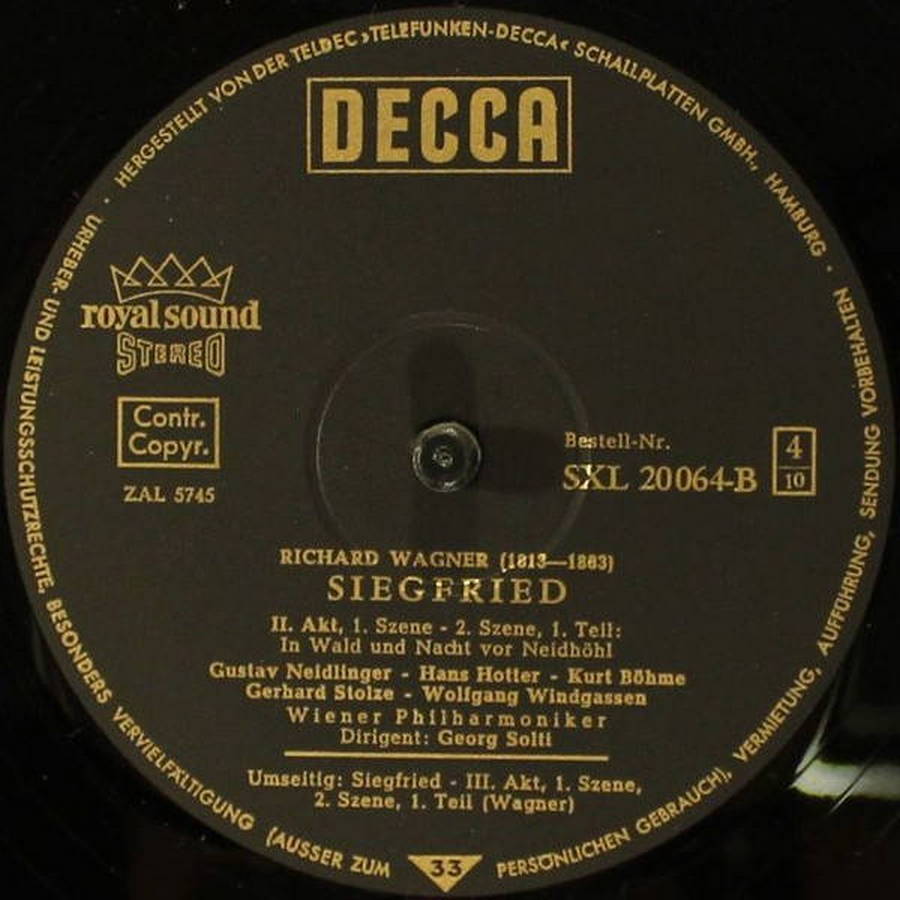 HERGESTELLT VON DER TELDEC ›TELEFUNKEN-DECCA‹ SCHALLPLATTEN GMBH., HAMBURG ·
URHEBER- UND LEISTUNGSSCHUTZRECHTE, BESONDERS VERVIELFÄLTIGUNG (AUSSER ZUM PERSÖNLICHEN GEBRAUCH), VERMIETUNG, AUFFÜHRUNG, SENDUNG VORBEHALTEN ·
DECCA
royal sound
STEREO
Contr.
Copyr.
ZAL 5745
Bestell-Nr.
SXL 20064-B
4
10
RICHARD WAGNER (1813—1883)
SIEGFRIED
II. Akt, 1. Szene - 2. Szene, 1. Teil:
In Wald und Nacht vor Neidhöhl
Gustav Neidlinger - Hans Hotter - Kurt Böhme
Gerhard Stolze - Wolfgang Windgassen
Wiener Philharmoniker
Dirigent: Georg Solti
Umseitig: Siegfried - III. Akt, 1. Szene,
2. Szene, 1. Teil (Wagner)
33